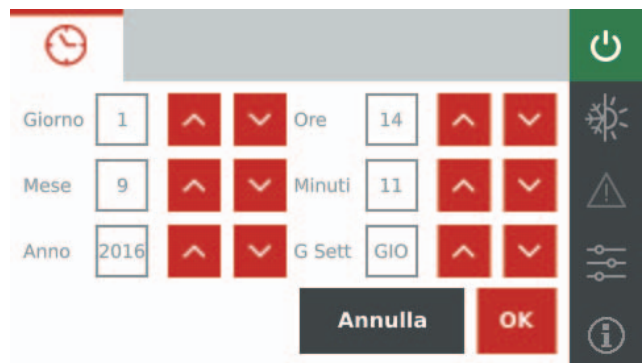 Giorno 1 Ore 14
Mese 9 Minuti 11
Anno 2016 G Sett GIO
Annulla OK